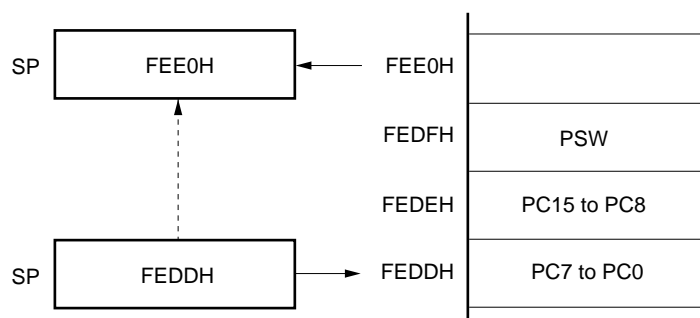 SP FEE0H FEE0H
FEDFH PSW
FEDEH PC15 to PC8
SP FEDDH FEDDH PC7 to PC0